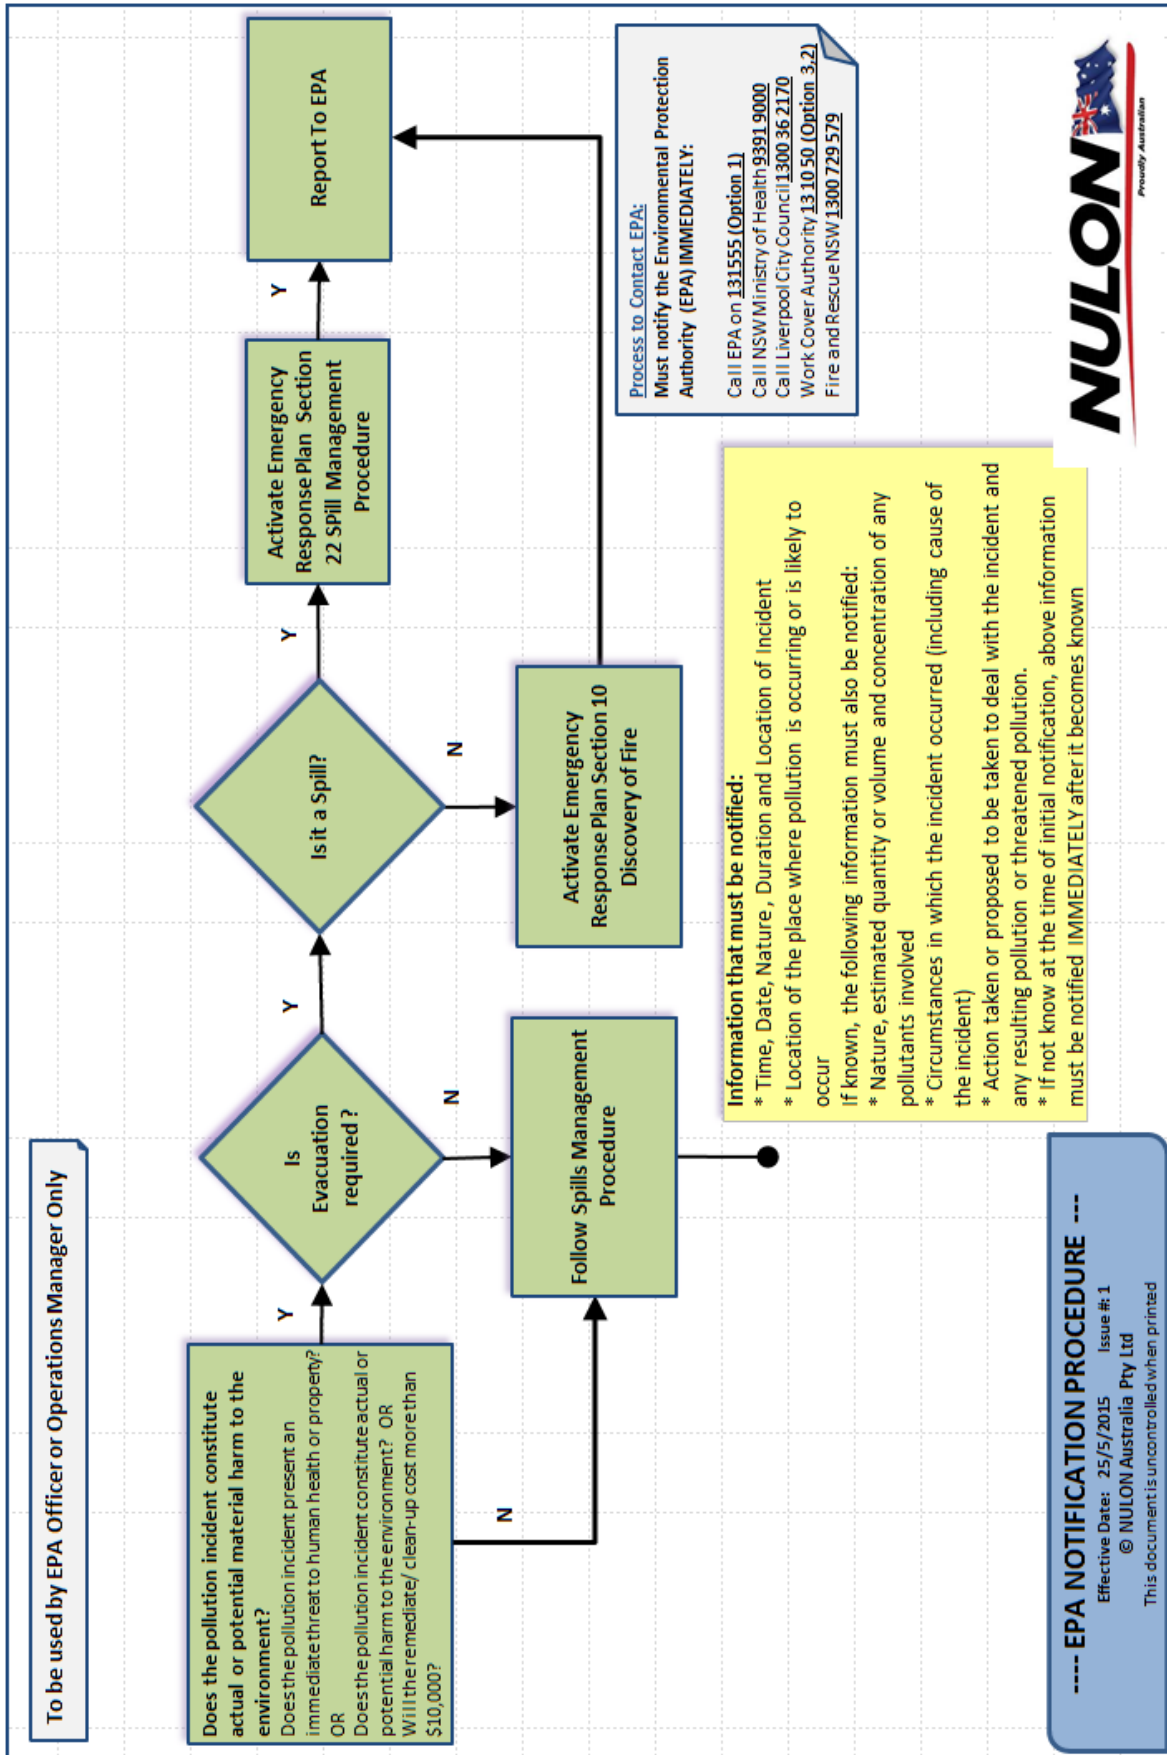 To be used by EPA Officer or Operations Manager Only
Does the pollution incident constitute
actual or potential material harm to the
environment?
Does the pollution incident present an
immediate threat to human health or property?
OR
Does the pollution incident constitute actual or
potential harm to the environment? OR
Will the remediate/ clean-up cost more than
$10,000?
Y
N
Is
Evacuation
required ?
Y
N
Follow Spills Management
Procedure
Is it a Spill?
Y
N
Activate Emergency
Response Plan Section 10
Discovery of Fire
Activate Emergency
Response Plan Section
22 SPill Management
Procedure
Y
Report To EPA
Process to Contact EPA:
Must notify the Environmental Protection
Authority (EPA) IMMEDIATELY:
Call EPA on 131555 (Option 1)
Call NSW Ministry of Health 9391 9000
Call Liverpool City Council 1300 36 2170
Work Cover Authority 13 10 50 (Option 3,2)
Fire and Rescue NSW 1300 729 579
Information that must be notified:
* Time, Date, Nature , Duration and Location of Incident
* Location of the place where pollution is occurring or is likely to
occur
If known, the following information must also be notified:
* Nature, estimated quantity or volume and concentration of any
pollutants involved
* Circumstances in which the incident occurred (including cause of
the incident)
* Action taken or proposed to be taken to deal with the incident and
any resulting pollution or threatened pollution.
* If not know at the time of initial notification, above information
must be notified IMMEDIATELY after it becomes known
---- EPA NOTIFICATION PROCEDURE ---
Effective Date: 25/5/2015 Issue #: 1
© NULON Australia Pty Ltd
This document is uncontrolled when printed
NULON
Proudly Australian